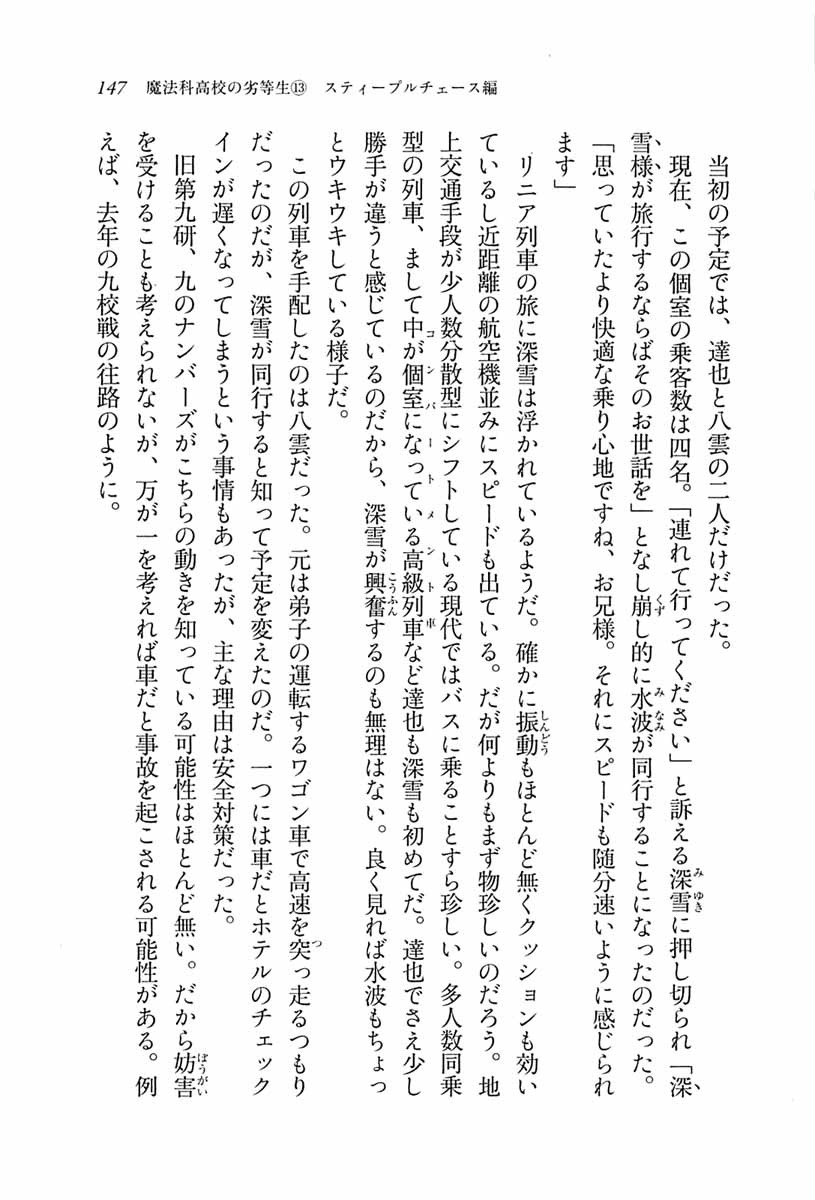 147 魔法科高校の劣等生⑬ スティープルチェース編
当初の予定では、達也と八雲の二人だけだった。
現在、この個室の乗客数は四名。「連れて行ってください」と訴える深雪に押し切られ「深
雪様が旅行するならばそのお世話を」となし崩し的に水波が同行することになったのだった。
「思っていたより快適な乗り心地ですね、お兄様。それにスピードも随分速いように感じられ
ます」
リニア列車の旅に深雪は浮かれているようだ。確かに振動もほとんど無くクッションも効い
ているし近距離の航空機並みにスピードも出ている。だが何よりもまず物珍しいのだろう。地
上交通手段が少人数分散型にシフトしている現代ではバスに乗ることすら珍しい。多人数同乗
型の列車、まして中が個室になっている高級列車など達也も深雪も初めてだ。達也でさえ少し
勝手が違うと感じているのだから、深雪が興奮するのも無理はない。良く見れば水波もちょっ
とウキウキしている様子だ。
この列車を手配したのは八雲だった。元は弟子の運転するワゴン車で高速を突っ走るつもり
だったのだが、深雪が同行すると知って予定を変えたのだ。一つには車だとホテルのチェック
インが遅くなってしまうという事情もあったが、主な理由は安全対策だった。
旧第九研、九のナンバーズがこちらの動きを知っている可能性はほとんど無い。だから妨害
を受けることも考えられないが、万が一を考えれば車だと事故を起こされる可能性がある。例
えば、去年の九校戦の往路のように。